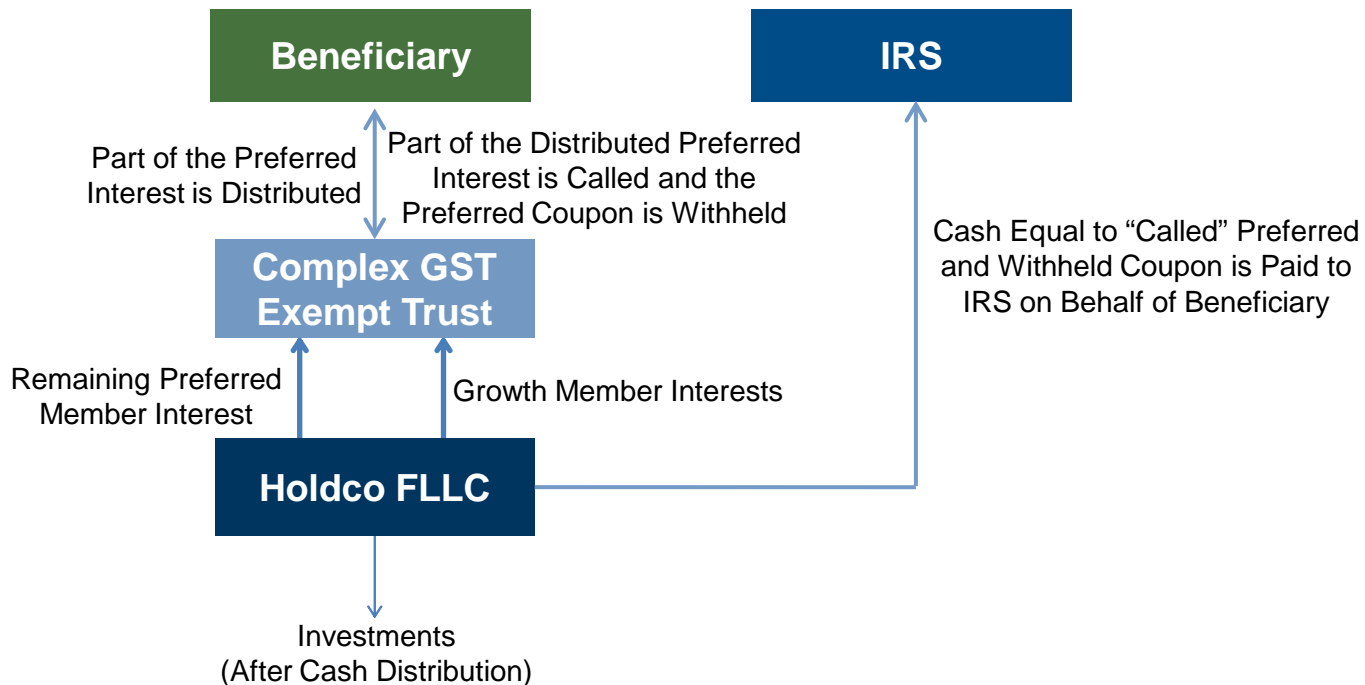 Beneficiary
IRS
Part of the Preferred
Interest is Distributed
Part of the Distributed Preferred
Interest is Called and the
Preferred Coupon is Withheld
Cash Equal to “Called” Preferred
and Withheld Coupon is Paid to
IRS on Behalf of Beneficiary
Complex GST
Exempt Trust
Remaining Preferred
Member Interest
Growth Member Interests
Holdco FLLC
Investments
(After Cash Distribution)